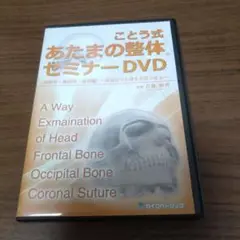 ことう式
あたまの整体
セミナーDVD
A Way
Exmaination
of Head
Frontal Bone
Occipital Bone
Coronal Suture